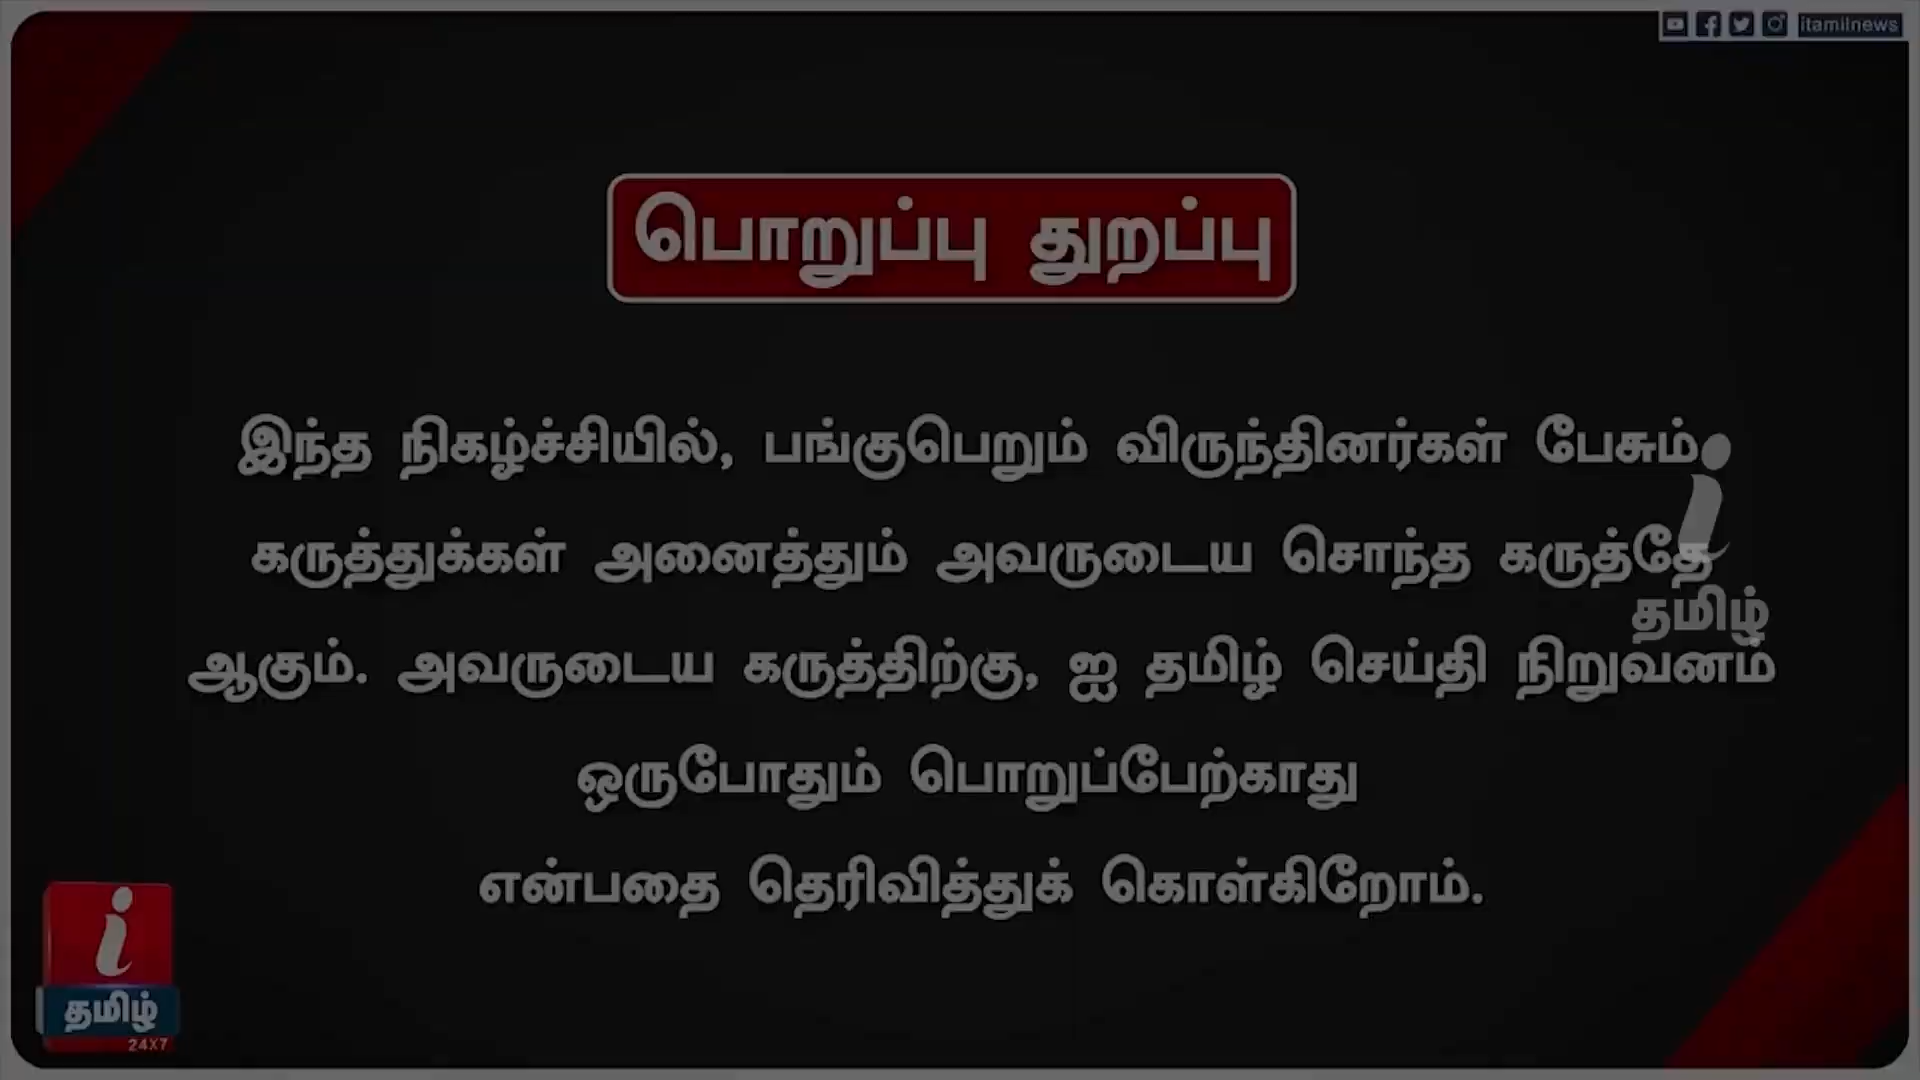 itamilnews
பொறுப்பு துறப்பு
இந்த நிகழ்ச்சியில், பங்குபெறும் விருந்தினர்கள் பேசும்
கருத்துக்கள் அனைத்தும் அவருடைய சொந்த கருத்தே
ஆகும். அவருடைய கருத்திற்கு, ஐ தமிழ் செய்தி நிறுவனம்
ஒருபோதும் பொறுப்பேற்காது
என்பதை தெரிவித்துக் கொள்கிறோம்.
i
தமிழ்
i
தமிழ்
24X7